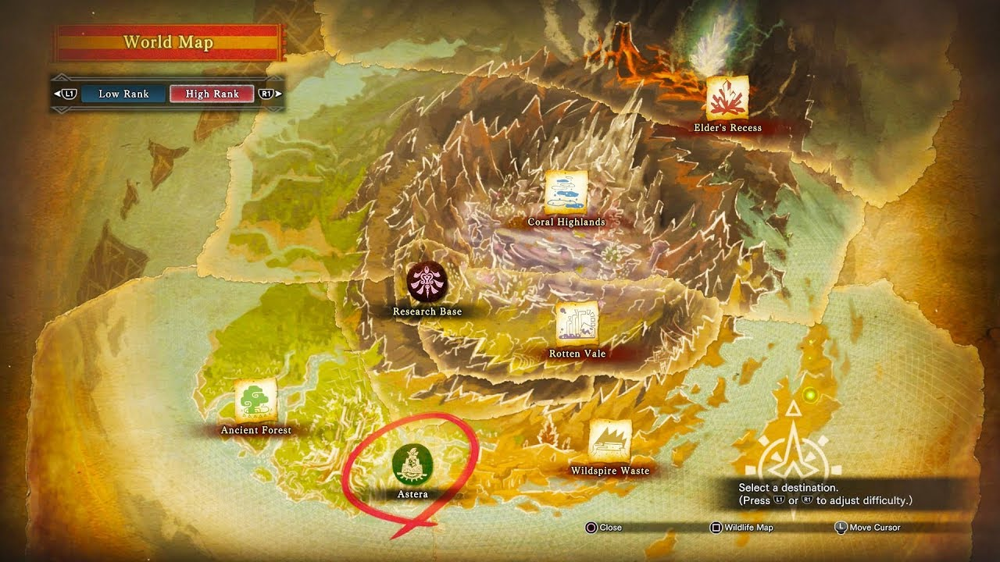 World Map
L1 Low Rank High Rank R1
Elder's Recess
Coral Highlands
Research Base
Rotten Vale
Ancient Forest
Astera
Wildspire Waste
Select a destination.
(Press L1 or R1 to adjust difficulty.)
Close Wildlife Map L Move Cursor